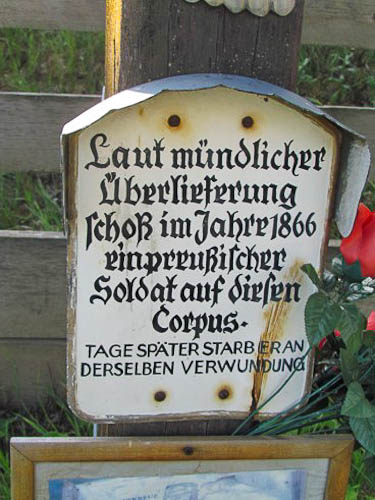 Laut mündlicher
Überlieferung
schoß im Jahre 1866
ein preußischer
Soldat auf diesen
Corpus.
TAGE SPÄTER STARB ER AN
DERSELBEN VERWUNDUNG